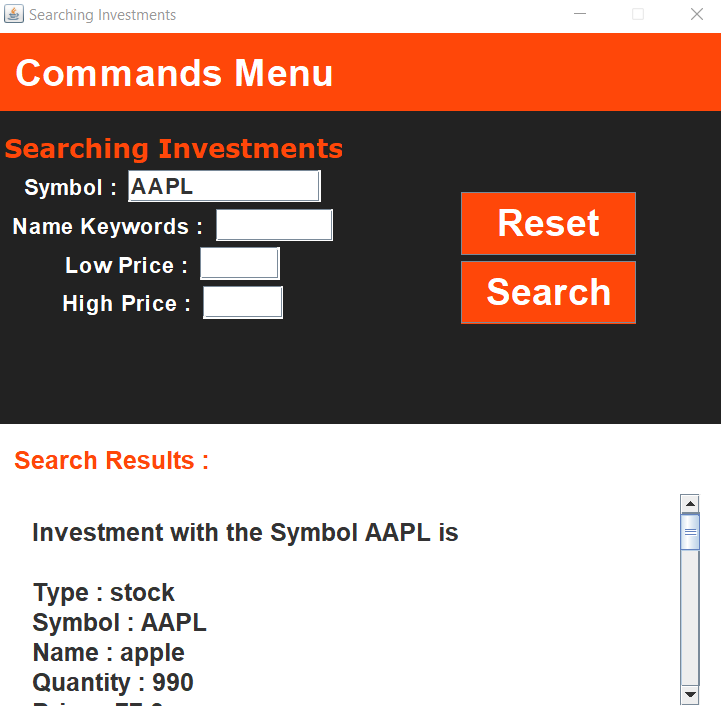 Searching Investments
Commands Menu
Searching Investments
Symbol : AAPL
Name Keywords :
Low Price :
High Price :
Reset
Search
Search Results :
Investment with the Symbol AAPL is
Type : stock
Symbol : AAPL
Name : apple
Quantity : 990